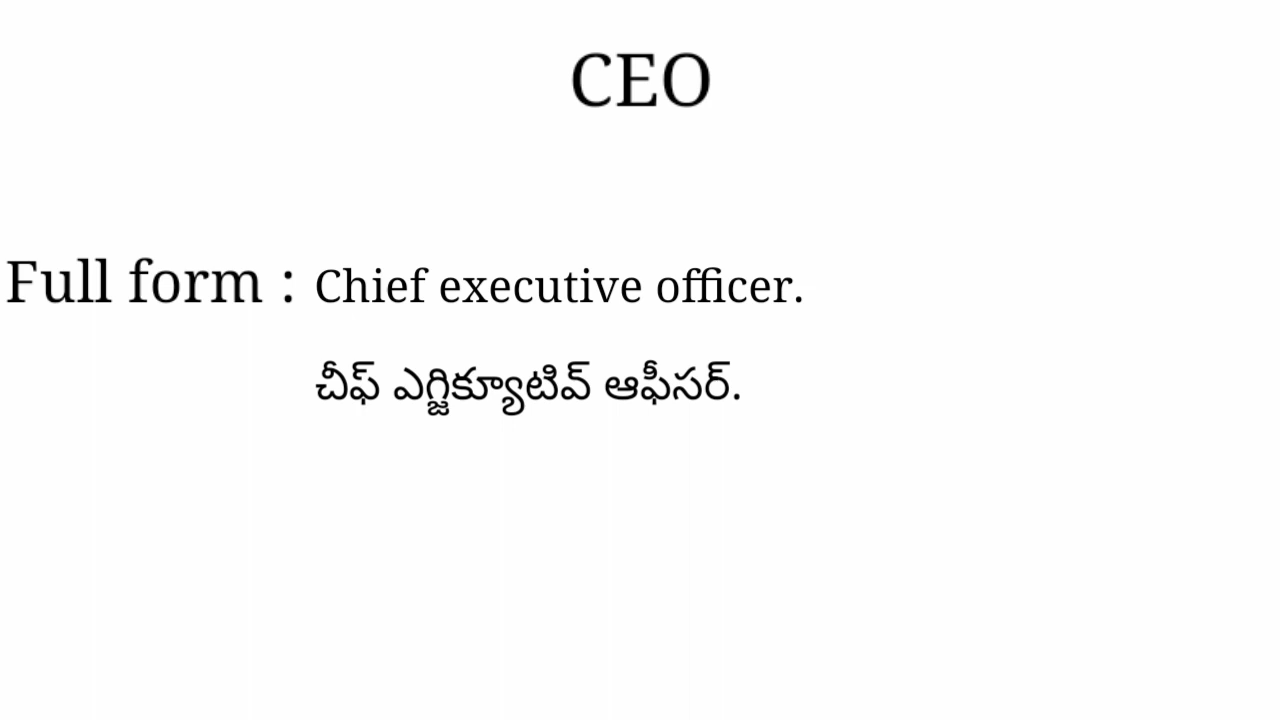 CEO
Full form : Chief executive officer.
చీఫ్ ఎగ్జిక్యూటివ్ ఆఫీసర్.